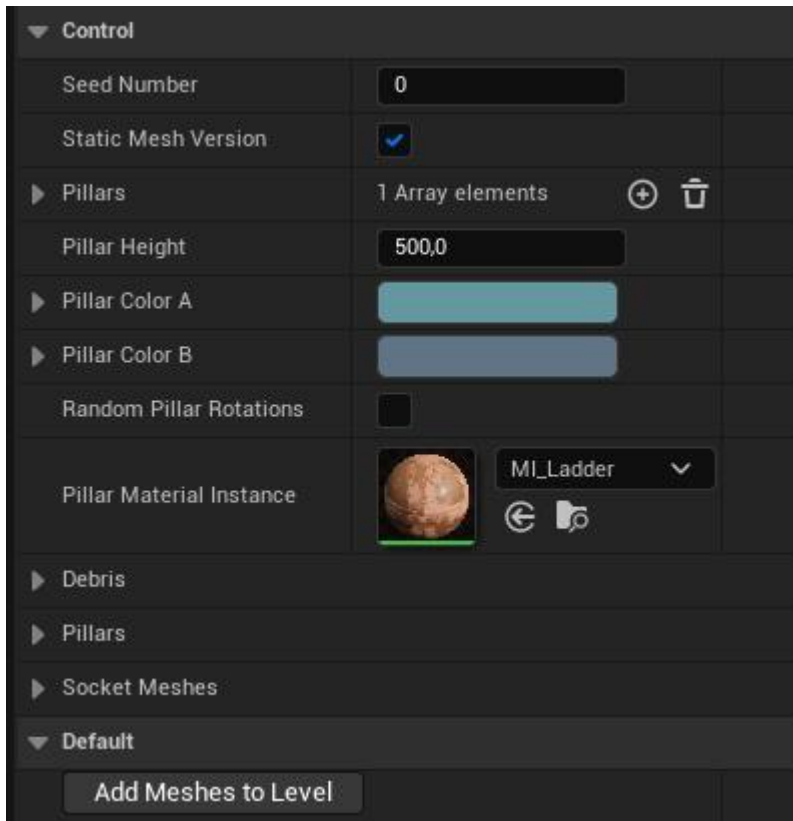 Control
Seed Number 0
Static Mesh Version
Pillars 1 Array elements
Pillar Height 500,0
Pillar Color A
Pillar Color B
Random Pillar Rotations
Pillar Material Instance MI_Ladder
Debris
Pillars
Socket Meshes
Default
Add Meshes to Level